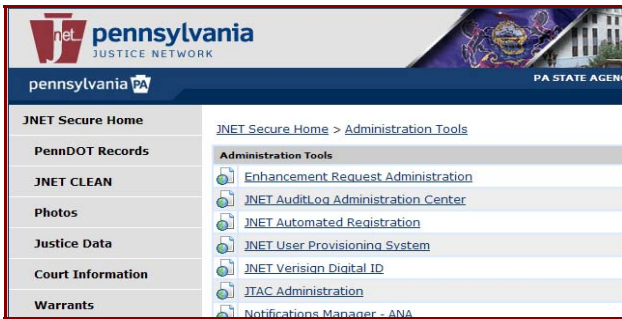 Jnet
pennsylvania
JUSTICE NETWORK
pennsylvania PA
PA STATE AGEN
JNET Secure Home
PennDOT Records
JNET CLEAN
Photos
Justice Data
Court Information
Warrants
JNET Secure Home > Administration Tools
Administration Tools
Enhancement Request Administration
JNET AuditLog Administration Center
JNET Automated Registration
JNET User Provisioning System
JNET Verisign Digital ID
JTAC Administration
Notifications Manager - ANA